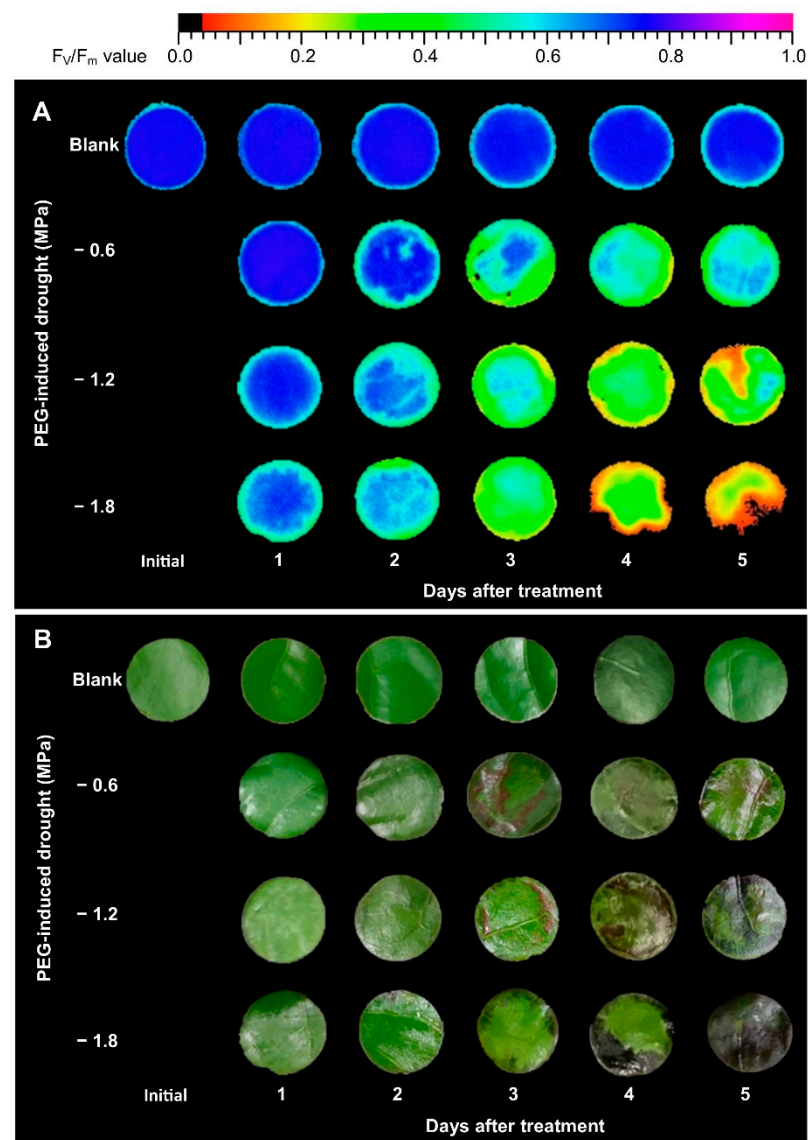 Fᵥ/Fₘ value 0.0 0.2 0.4 0.6 0.8 1.0
A
Blank
PEG-induced drought (MPa)
− 0.6
− 1.2
− 1.8
Initial 1 2 3 4 5
Days after treatment
B
Blank
PEG-induced drought (MPa)
− 0.6
− 1.2
− 1.8
Initial 1 2 3 4 5
Days after treatment